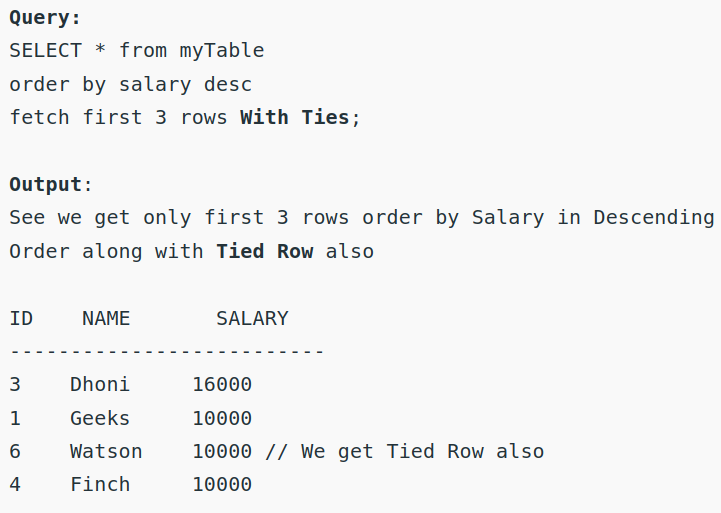 Query:
SELECT * from myTable
order by salary desc
fetch first 3 rows With Ties;
Output:
See we get only first 3 rows order by Salary in Descending
Order along with Tied Row also
ID    NAME       SALARY
--------------------------
3    Dhoni     16000
1    Geeks     10000
6    Watson    10000 // We get Tied Row also
4    Finch     10000